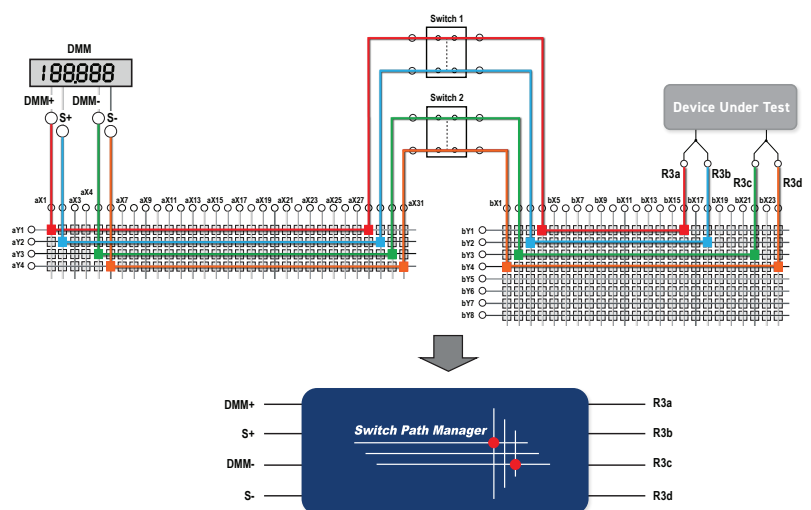 Switch 1
DMM
188.888
DMM+ DMM-
S+ S-
Switch 2
Device Under Test
R3a R3b R3c R3d
aX1 aX3 aX4 aX7 aX9 aX11 aX13 aX15 aX17 aX19 aX21 aX23 aX25 aX27 aX31
bX1 bX5 bX7 bX9 bX11 bX13 bX15 bX17 bX19 bX21 bX23
aY1
aY2
aY3
aY4
bY1
bY2
bY3
bY4
bY5
bY6
bY7
bY8
DMM+ R3a
Switch Path Manager
S+ R3b
DMM- R3c
S- R3d